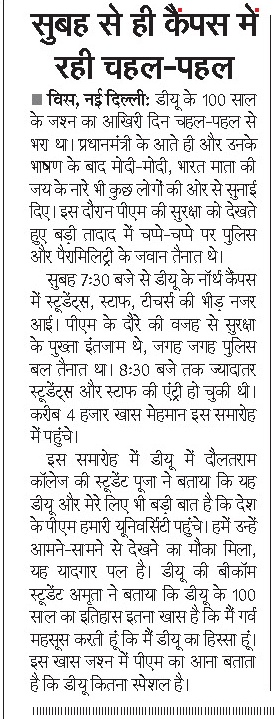 सुबह से ही कैंपस में
रही चहल-पहल
■ विस, नई दिल्ली: डीयू के 100 साल
के जश्न का आखिरी दिन चहल-पहल से
भरा था। प्रधानमंत्री के आते ही और उनके
भाषण के बाद मोदी-मोदी, भारत माता की
जय के नारे भी कुछ लोगों की ओर से सुनाई
दिए। इस दौरान पीएम की सुरक्षा को देखते
हुए बड़ी तादाद में चप्पे-चप्पे पर पुलिस
और पैरामिलिट्री के जवान तैनात थे।
सुबह 7:30 बजे से डीयू के नॉर्थ कैंपस
में स्टूडेंट्स, स्टाफ, टीचर्स की भीड़ नजर
आई। पीएम के दौरे की वजह से सुरक्षा
के पुख्ता इंतजाम थे, जगह जगह पुलिस
बल तैनात था। 8:30 बजे तक ज्यादातर
स्टूडेंट्स और स्टाफ की एंट्री हो चुकी थी।
करीब 4 हजार खास मेहमान इस समारोह
में पहुंचे।
इस समारोह में डीयू में दौलतराम
कॉलेज की स्टूडेंट पूजा ने बताया कि यह
डीयू और मेरे लिए भी बड़ी बात है कि देश
के पीएम हमारी यूनिवर्सिटी पहुंचे। हमें उन्हें
आमने-सामने से देखने का मौका मिला,
यह यादगार पल है। डीयू की बीकॉम
स्टूडेंट अमृता ने बताया कि डीयू के 100
साल का इतिहास इतना खास है कि मैं गर्व
महसूस करती हूं कि मैं डीयू का हिस्सा हूं।
इस खास जश्न में पीएम का आना बताता
है कि डीयू कितना स्पेशल है।